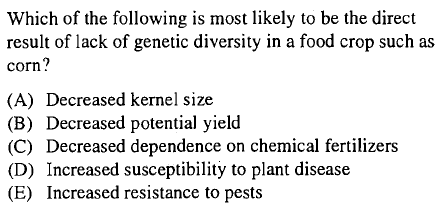 Which of the following is most likely to be the direct
result of lack of genetic diversity in a food crop such as
corn?
(A) Decreased kernel size
(B) Decreased potential yield
(C) Decreased dependence on chemical fertilizers
(D) Increased susceptibility to plant disease
(E) Increased resistance to pests